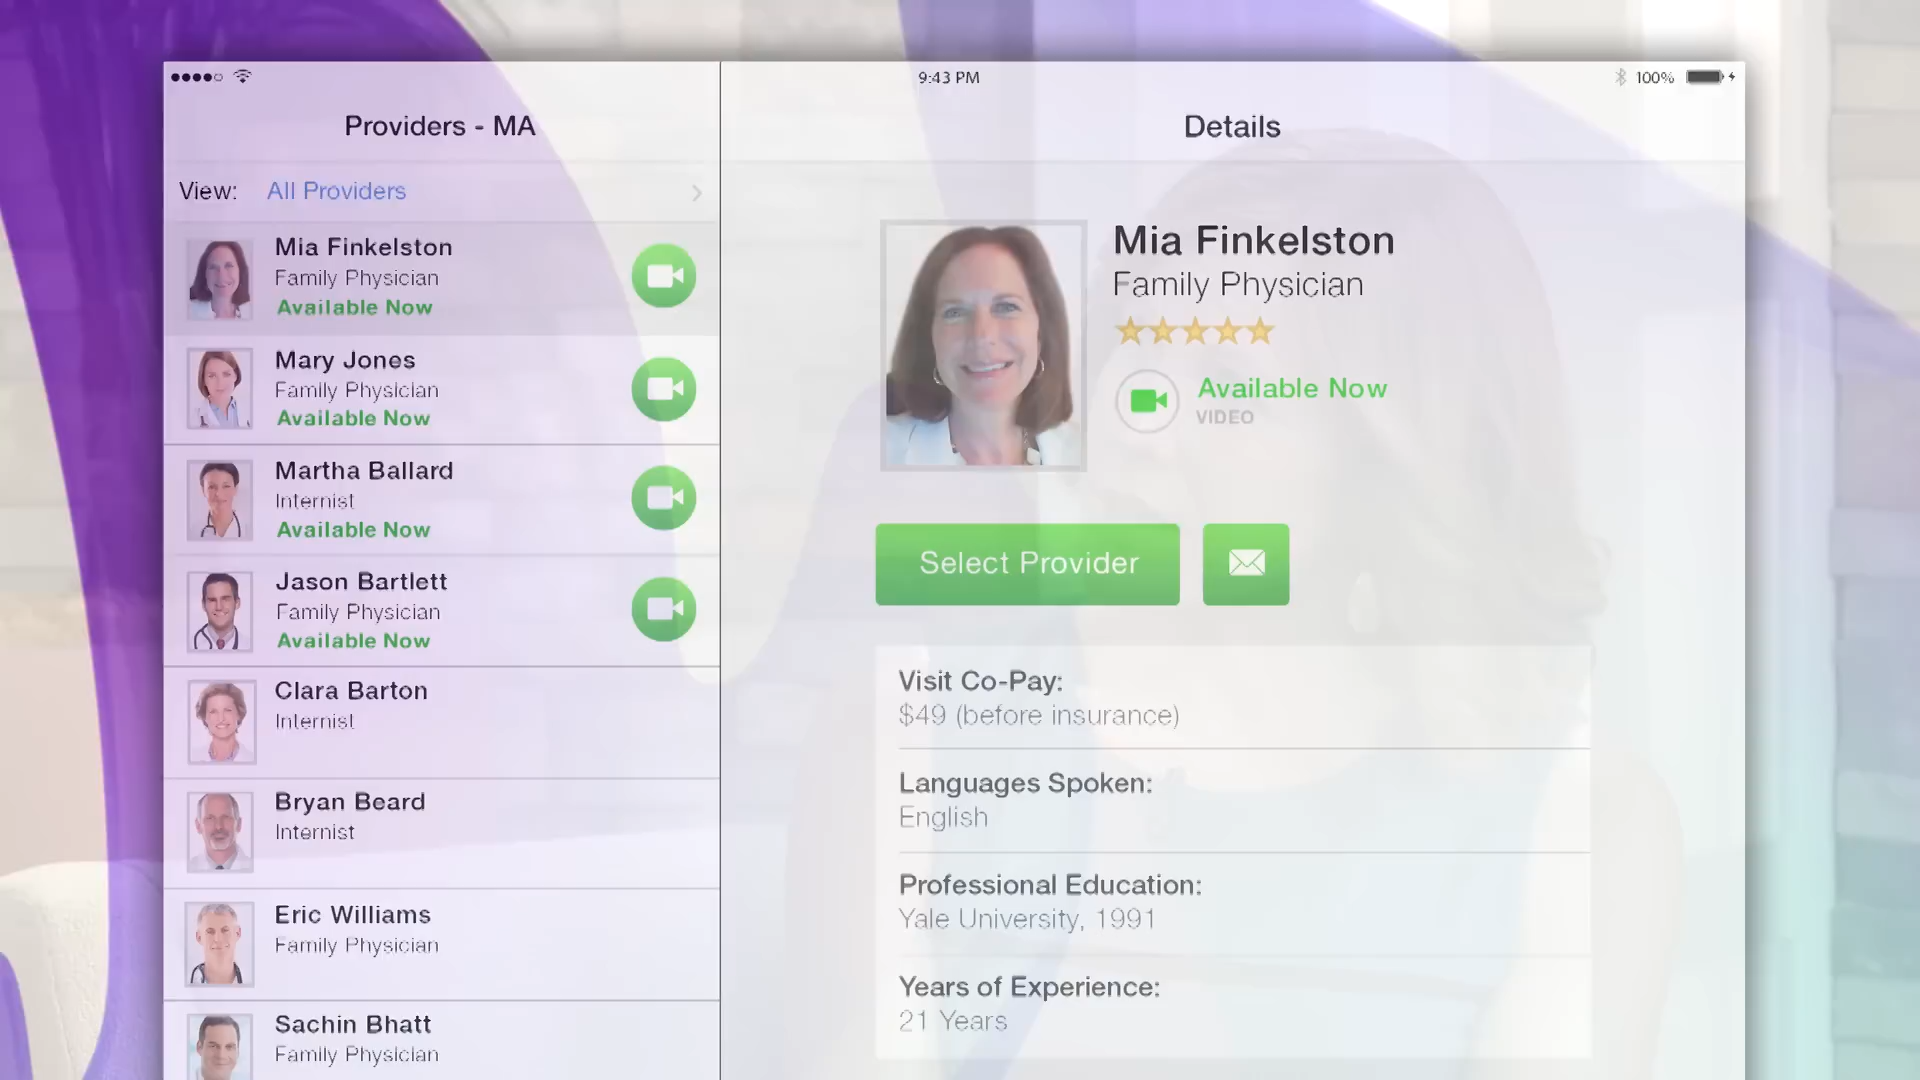 9:43 PM
100%
Providers - MA
View: All Providers
Mia Finkelston
Family Physician
Available Now
Mary Jones
Family Physician
Available Now
Martha Ballard
Internist
Available Now
Jason Bartlett
Family Physician
Available Now
Clara Barton
Internist
Bryan Beard
Internist
Eric Williams
Family Physician
Sachin Bhatt
Family Physician
Details
Mia Finkelston
Family Physician
Available Now
VIDEO
Select Provider
Visit Co-Pay:
$49 (before insurance)
Languages Spoken:
English
Professional Education:
Yale University, 1991
Years of Experience:
21 Years